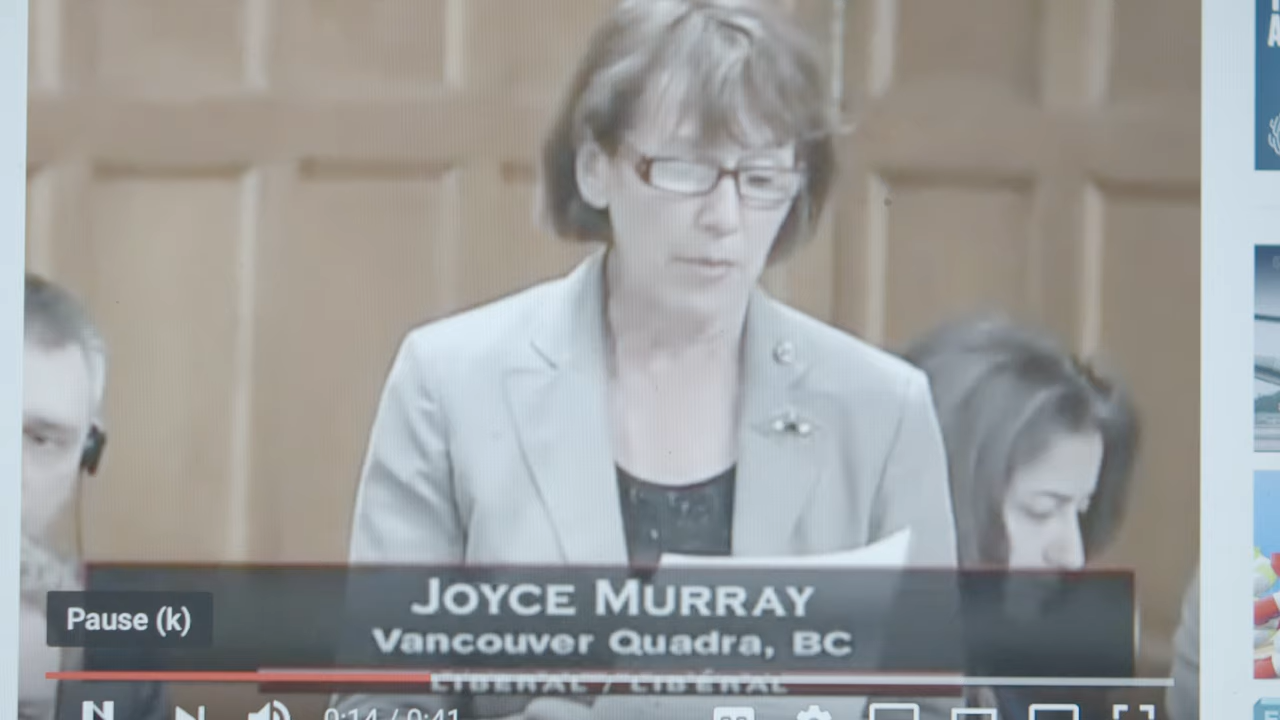 JOYCE MURRAY
Vancouver Quadra, BC
Pause (k)
LIBERAL / LIBÉRAL
0:14 / 0:41